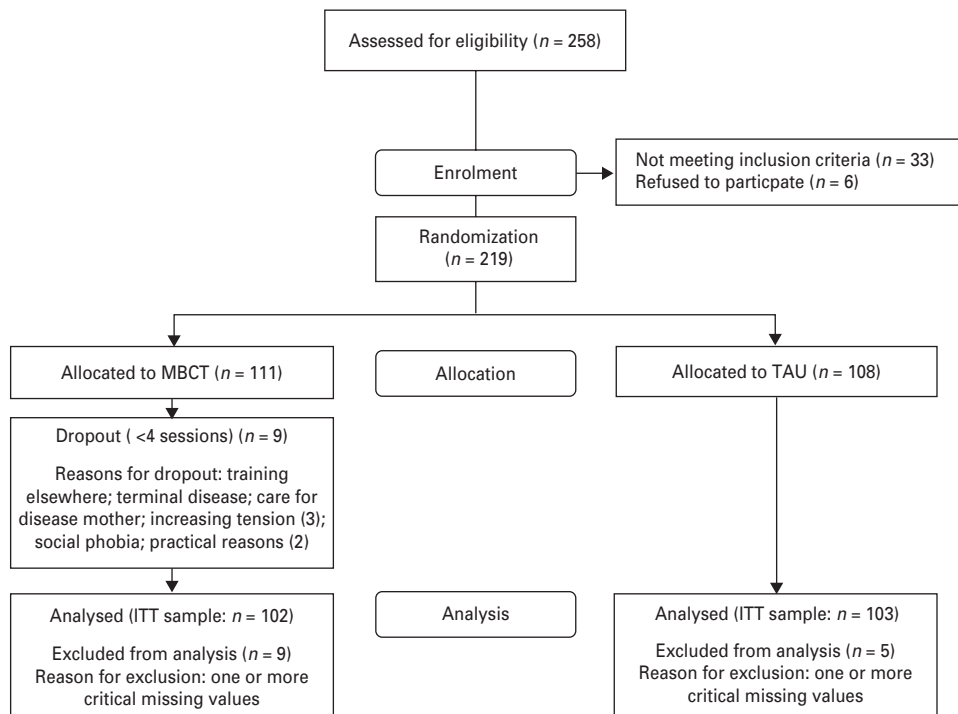 Assessed for eligibility (n = 258)
Enrolment
Not meeting inclusion criteria (n = 33)
Refused to particpate (n = 6)
Randomization
(n = 219)
Allocated to MBCT (n = 111)
Allocation
Allocated to TAU (n = 108)
Dropout ( <4 sessions) (n = 9)
Reasons for dropout: training
elsewhere; terminal disease; care for
disease mother; increasing tension (3);
social phobia; practical reasons (2)
Analysed (ITT sample: n = 102)
Excluded from analysis (n = 9)
Reason for exclusion: one or more
critical missing values
Analysis
Analysed (ITT sample: n = 103)
Excluded from analysis (n = 5)
Reason for exclusion: one or more
critical missing values